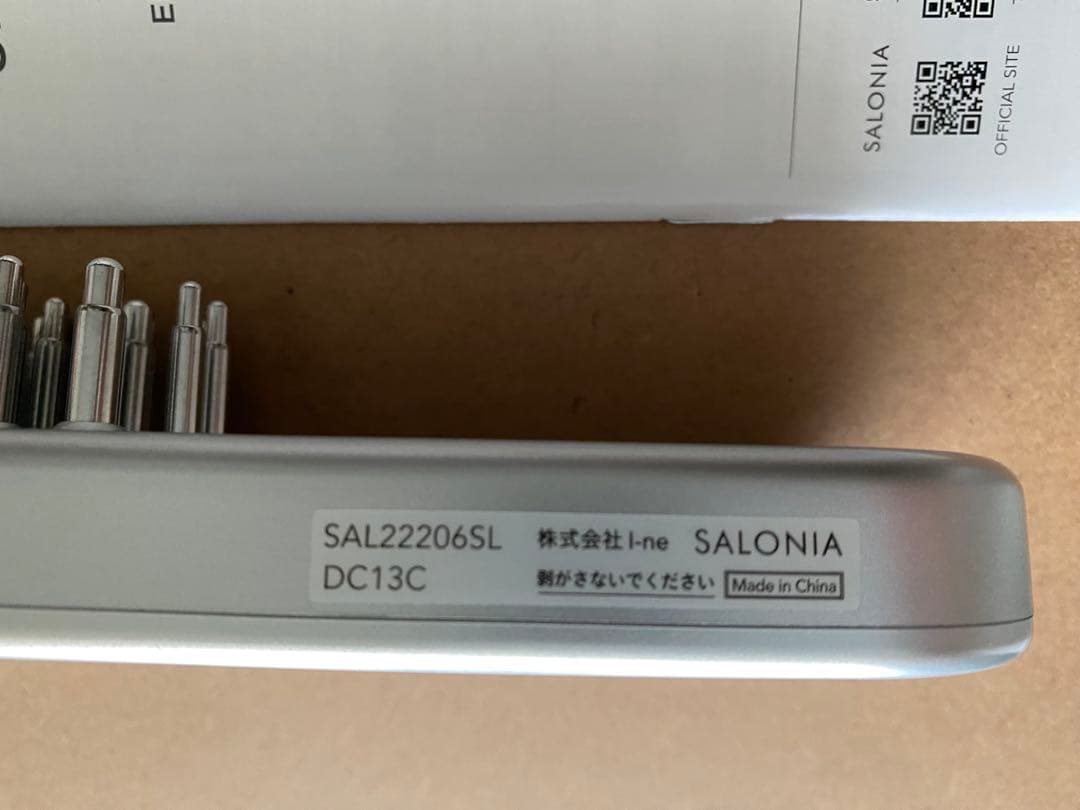 E
SALONIA
OFFICIAL SITE
SAL22206SL 株式会社 I-ne SALONIA
DC13C 剥がさないでください Made in China